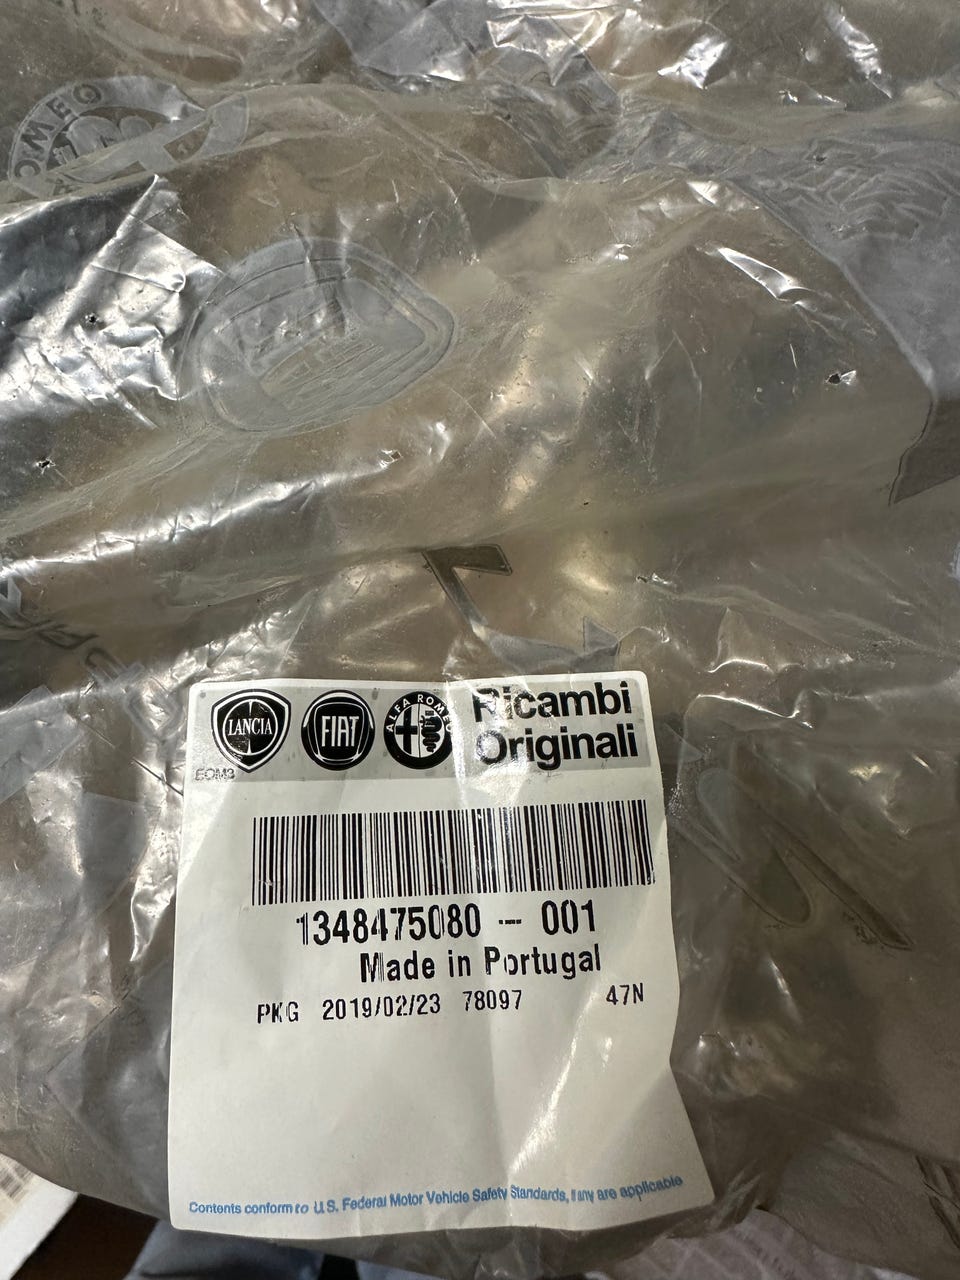 OMEO
LANCIA
FIAT
ALFA ROMEO
Ricambi
Originali
EOM3
1348475080 - 001
Made in Portugal
PKG 2019/02/23 78097 47N
Contents conform to U.S. Federal Motor Vehicle Safety Standards, if any are applicable